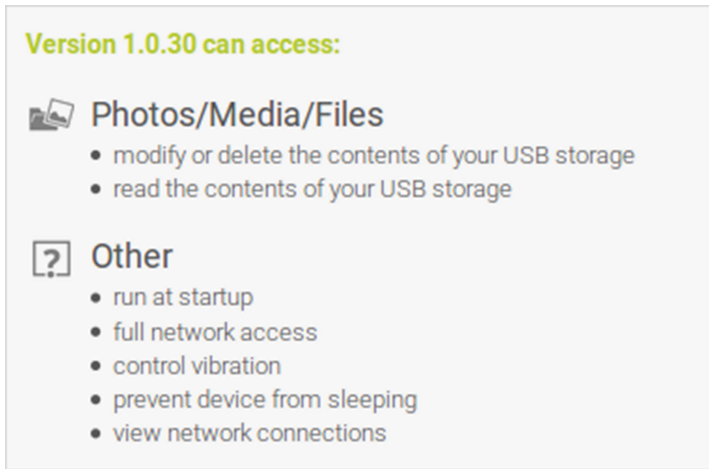 Version 1.0.30 can access:
Photos/Media/Files
• modify or delete the contents of your USB storage
• read the contents of your USB storage
Other
• run at startup
• full network access
• control vibration
• prevent device from sleeping
• view network connections